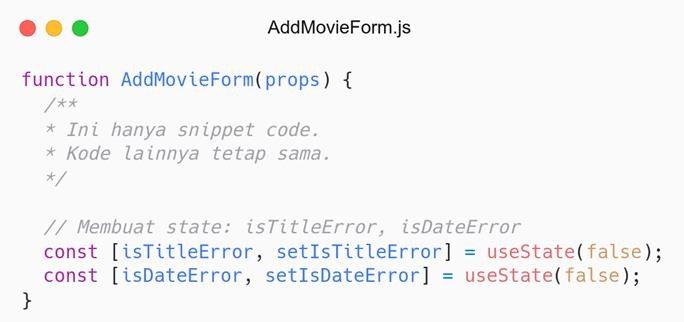 AddMovieForm.js
function AddMovieForm(props) {
  /**
  * Ini hanya snippet code.
  * Kode lainnya tetap sama.
  */

  // Membuat state: isTitleError, isDateError
  const [isTitleError, setIsTitleError] = useState(false);
  const [isDateError, setIsDateError] = useState(false);
}